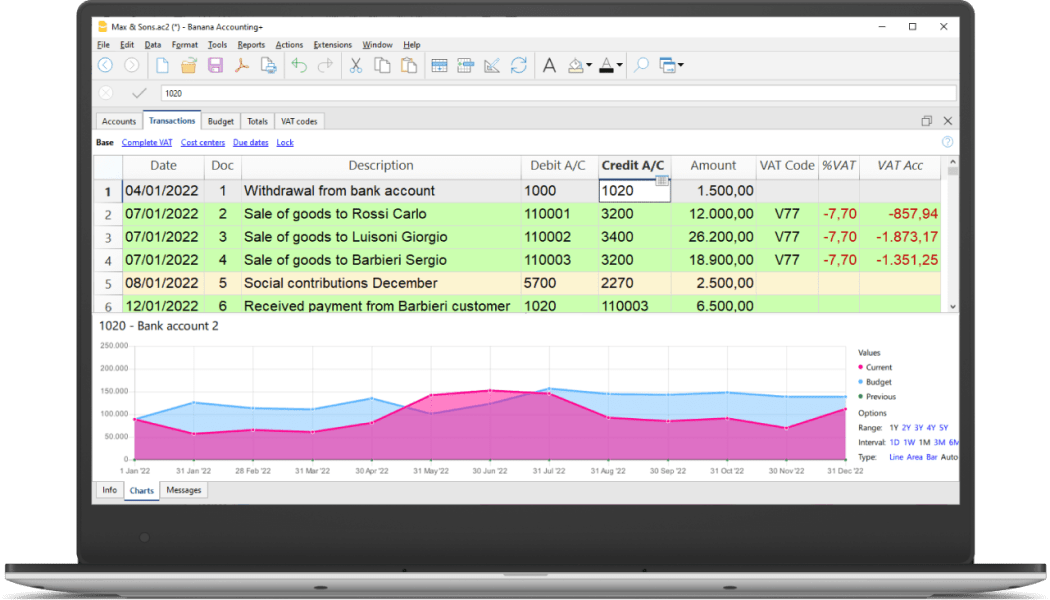 Max & Sons.ac2 (*) - Banana Accounting+
File Edit Data Format Tools Reports Actions Extensions Window Help
1020
Accounts Transactions Budget Totals VAT codes
Base Complete VAT Cost centers Due dates Lock
Date Doc Description Debit A/C Credit A/C Amount VAT Code %VAT VAT Acc
1 04/01/2022 1 Withdrawal from bank account 1000 1020 1.500,00
2 07/01/2022 2 Sale of goods to Rossi Carlo 110001 3200 12.000,00 V77 -7,70 -857,94
3 07/01/2022 3 Sale of goods to Luisoni Giorgio 110002 3400 26.200,00 V77 -7,70 -1.873,17
4 07/01/2022 4 Sale of goods to Barbieri Sergio 110003 3200 18.900,00 V77 -7,70 -1.351,25
5 08/01/2022 5 Social contributions December 5700 2270 2.500,00
6 12/01/2022 6 Received payment from Barbieri customer 1020 110003 6.500,00
1020 - Bank account 2
250.000
200.000
150.000
100.000
50.000
0
1 Jan '22 31 Jan '22 28 Feb '22 31 Mar '22 30 Apr '22 31 May '22 30 Jun '22 31 Jul '22 31 Aug '22 30 Sep '22 31 Oct '22 30 Nov '22 31 Dec '22
Values
Current
Budget
Previous
Options
Range: 1Y 2Y 3Y 4Y 5Y
Interval: 1D 1W 1M 3M 6M
Type: Line Area Bar Auto
Info Charts Messages